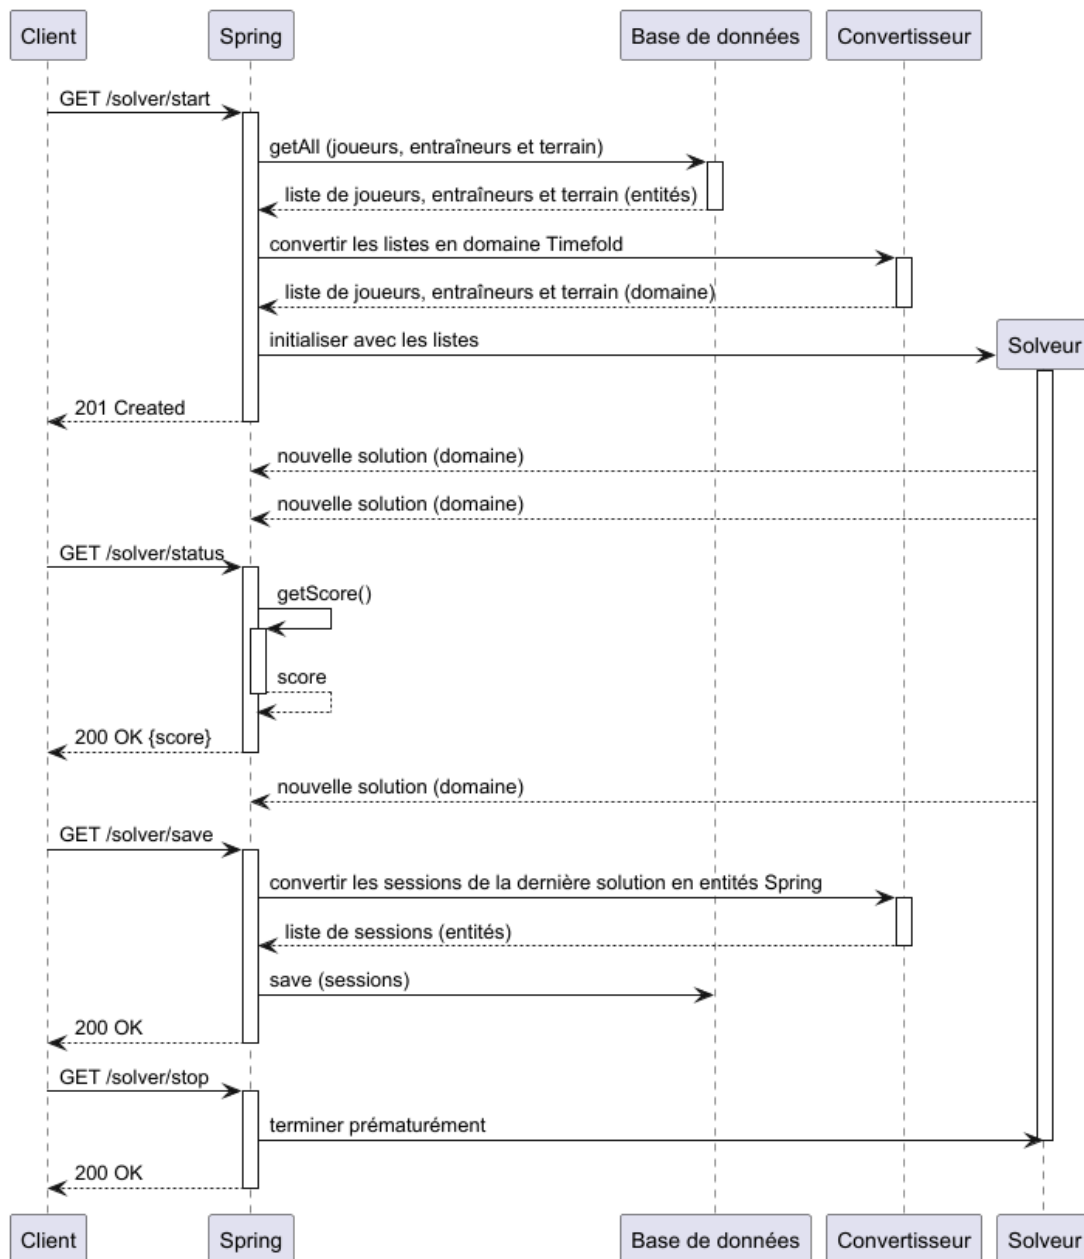 Client
Spring
Base de données
Convertisseur
GET /solver/start
getAll (joueurs, entraîneurs et terrain)
liste de joueurs, entraîneurs et terrain (entités)
convertir les listes en domaine Timefold
liste de joueurs, entraîneurs et terrain (domaine)
initialiser avec les listes
Solveur
201 Created
nouvelle solution (domaine)
nouvelle solution (domaine)
GET /solver/status
getScore()
score
200 OK {score}
nouvelle solution (domaine)
GET /solver/save
convertir les sessions de la dernière solution en entités Spring
liste de sessions (entités)
save (sessions)
200 OK
GET /solver/stop
terminer prématurément
200 OK
Client
Spring
Base de données
Convertisseur
Solveur